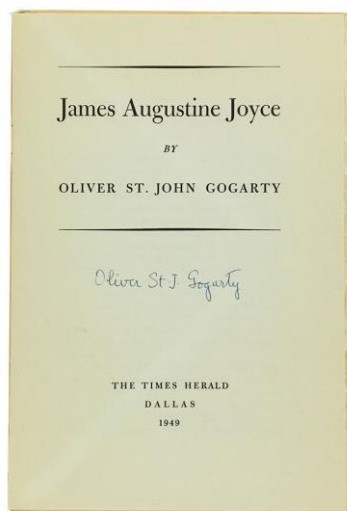 James Augustine Joyce
BY
OLIVER ST. JOHN GOGARTY
Oliver St J. Gogarty
THE TIMES HERALD
DALLAS
1949